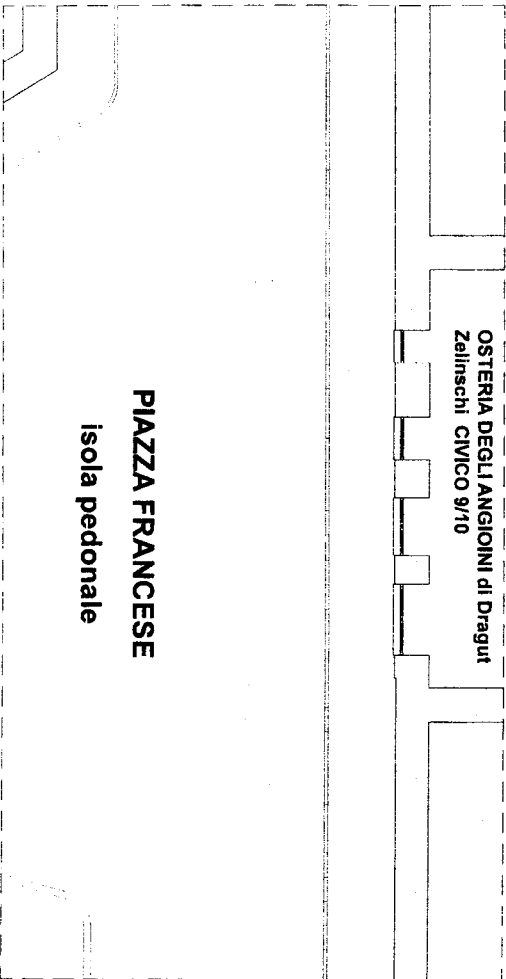 OSTERIA DEGLI ANGIOINI di Dragut
Zelinschi CIVICO 9/10
PIAZZA FRANCESE
isola pedonale